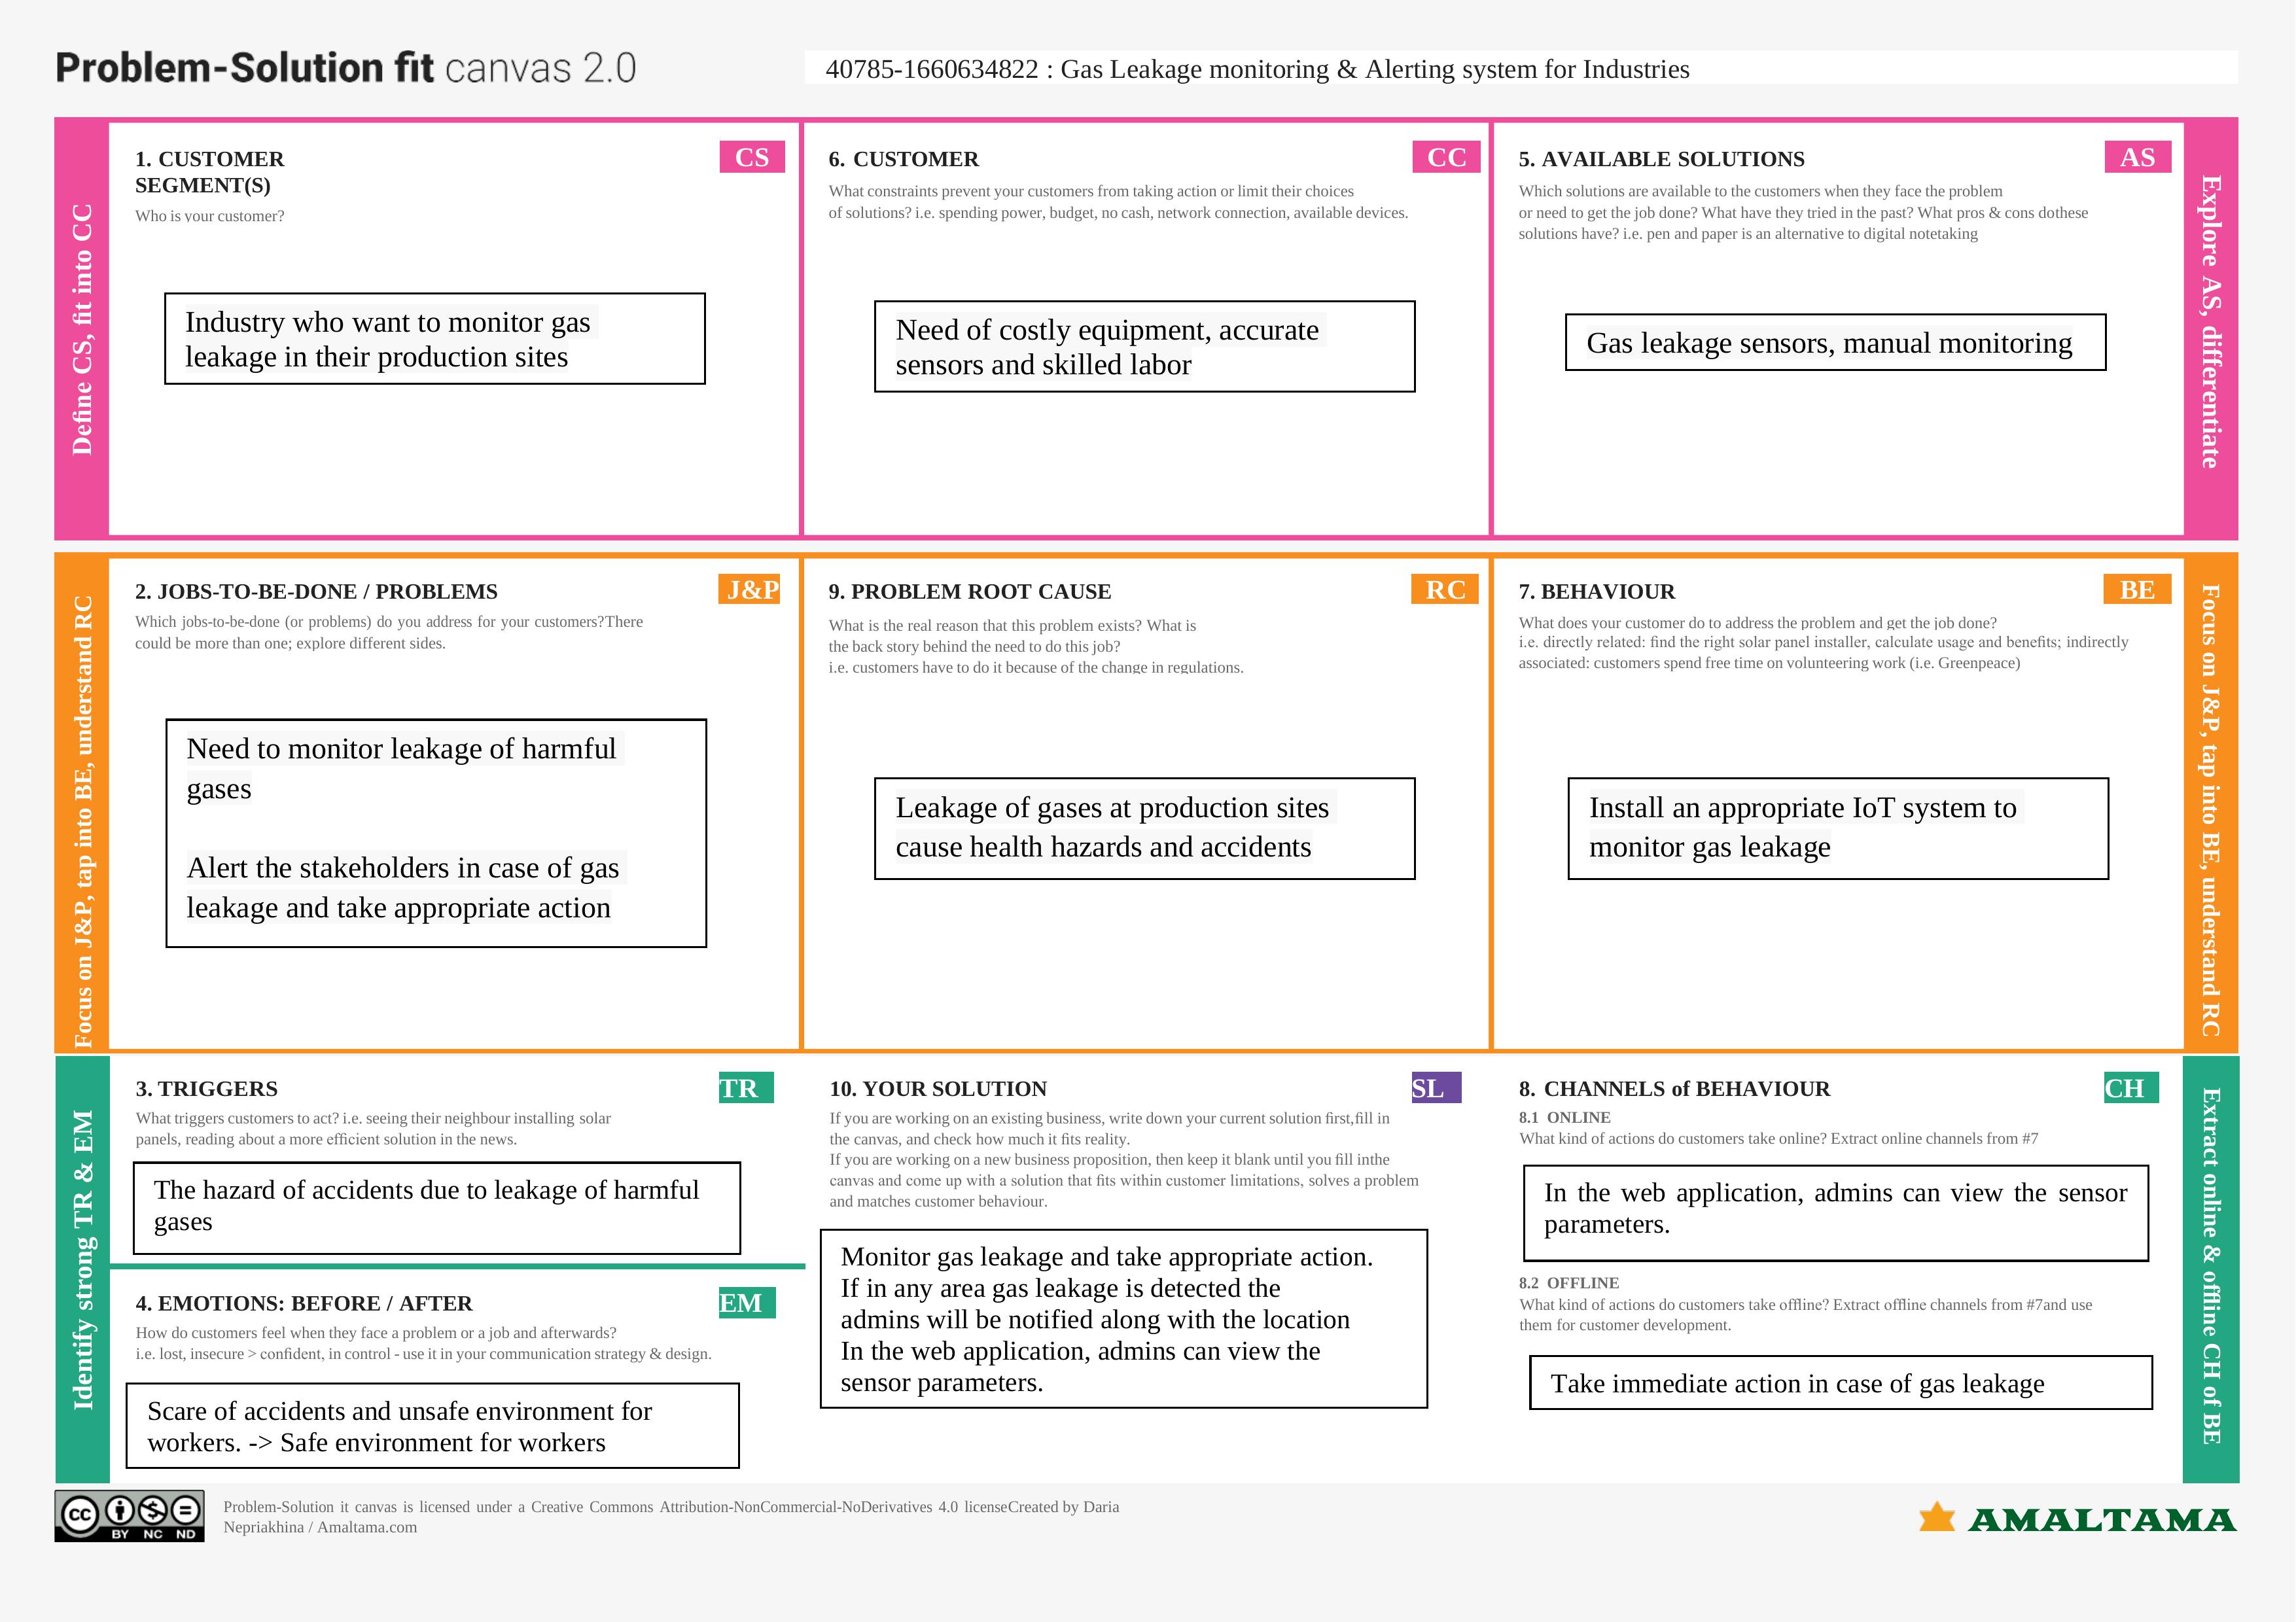 Problem-Solution fit canvas 2.0
40785-1660634822 : Gas Leakage monitoring & Alerting system for Industries
Define CS, fit into CC
1. CUSTOMER
SEGMENT(S)
CS
Who is your customer?
Industry who want to monitor gas
leakage in their production sites
6. CUSTOMER
CC
What constraints prevent your customers from taking action or limit their choices
of solutions? i.e. spending power, budget, no cash, network connection, available devices.
Need of costly equipment, accurate
sensors and skilled labor
5. AVAILABLE SOLUTIONS
AS
Which solutions are available to the customers when they face the problem
or need to get the job done? What have they tried in the past? What pros & cons dothese
solutions have? i.e. pen and paper is an alternative to digital notetaking
Gas leakage sensors, manual monitoring
Explore AS, differentiate
Focus on J&P, tap into BE, understand RC
2. JOBS-TO-BE-DONE / PROBLEMS
J&P
Which jobs-to-be-done (or problems) do you address for your customers?There
could be more than one; explore different sides.
Need to monitor leakage of harmful
gases
Alert the stakeholders in case of gas
leakage and take appropriate action
9. PROBLEM ROOT CAUSE
RC
What is the real reason that this problem exists? What is
the back story behind the need to do this job?
i.e. customers have to do it because of the change in regulations.
Leakage of gases at production sites
cause health hazards and accidents
7. BEHAVIOUR
BE
What does your customer do to address the problem and get the job done?
i.e. directly related: find the right solar panel installer, calculate usage and benefits; indirectly
associated: customers spend free time on volunteering work (i.e. Greenpeace)
Install an appropriate IoT system to
monitor gas leakage
Focus on J&P, tap into BE, understand RC
Identify strong TR & EM
3. TRIGGERS
TR
What triggers customers to act? i.e. seeing their neighbour installing solar
panels, reading about a more efficient solution in the news.
The hazard of accidents due to leakage of harmful
gases
4. EMOTIONS: BEFORE / AFTER
EM
How do customers feel when they face a problem or a job and afterwards?
i.e. lost, insecure > confident, in control - use it in your communication strategy & design.
Scare of accidents and unsafe environment for
workers. -> Safe environment for workers
10. YOUR SOLUTION
SL
If you are working on an existing business, write down your current solution first,fill in
the canvas, and check how much it fits reality.
If you are working on a new business proposition, then keep it blank until you fill inthe
canvas and come up with a solution that fits within customer limitations, solves a problem
and matches customer behaviour.
Monitor gas leakage and take appropriate action.
If in any area gas leakage is detected the
admins will be notified along with the location
In the web application, admins can view the
sensor parameters.
8. CHANNELS of BEHAVIOUR
CH
8.1 ONLINE
What kind of actions do customers take online? Extract online channels from #7
In the web application, admins can view the sensor
parameters.
8.2 OFFLINE
What kind of actions do customers take offline? Extract offline channels from #7and use
them for customer development.
Take immediate action in case of gas leakage
Extract online & offline CH of BE
cc BY NC ND
Problem-Solution it canvas is licensed under a Creative Commons Attribution-NonCommercial-NoDerivatives 4.0 licenseCreated by Daria
Nepriakhina / Amaltama.com
AMALTAMA